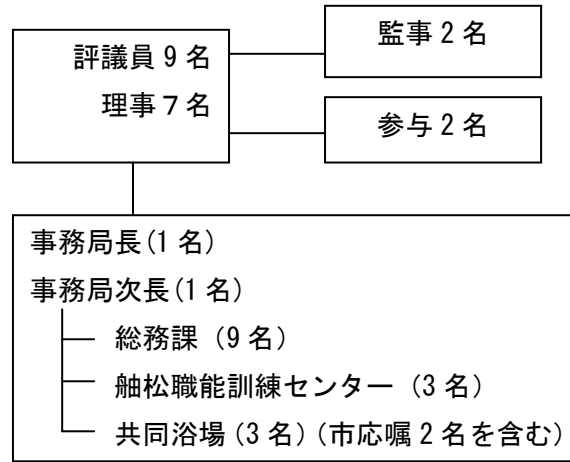 評議員 9 名
理事 7 名
監事 2 名
参与 2 名
事務局長(1 名)
事務局次長(1 名)
総務課 (9 名)
舳松職能訓練センター (3 名)
共同浴場(3 名)(市応嘱 2 名を含む)